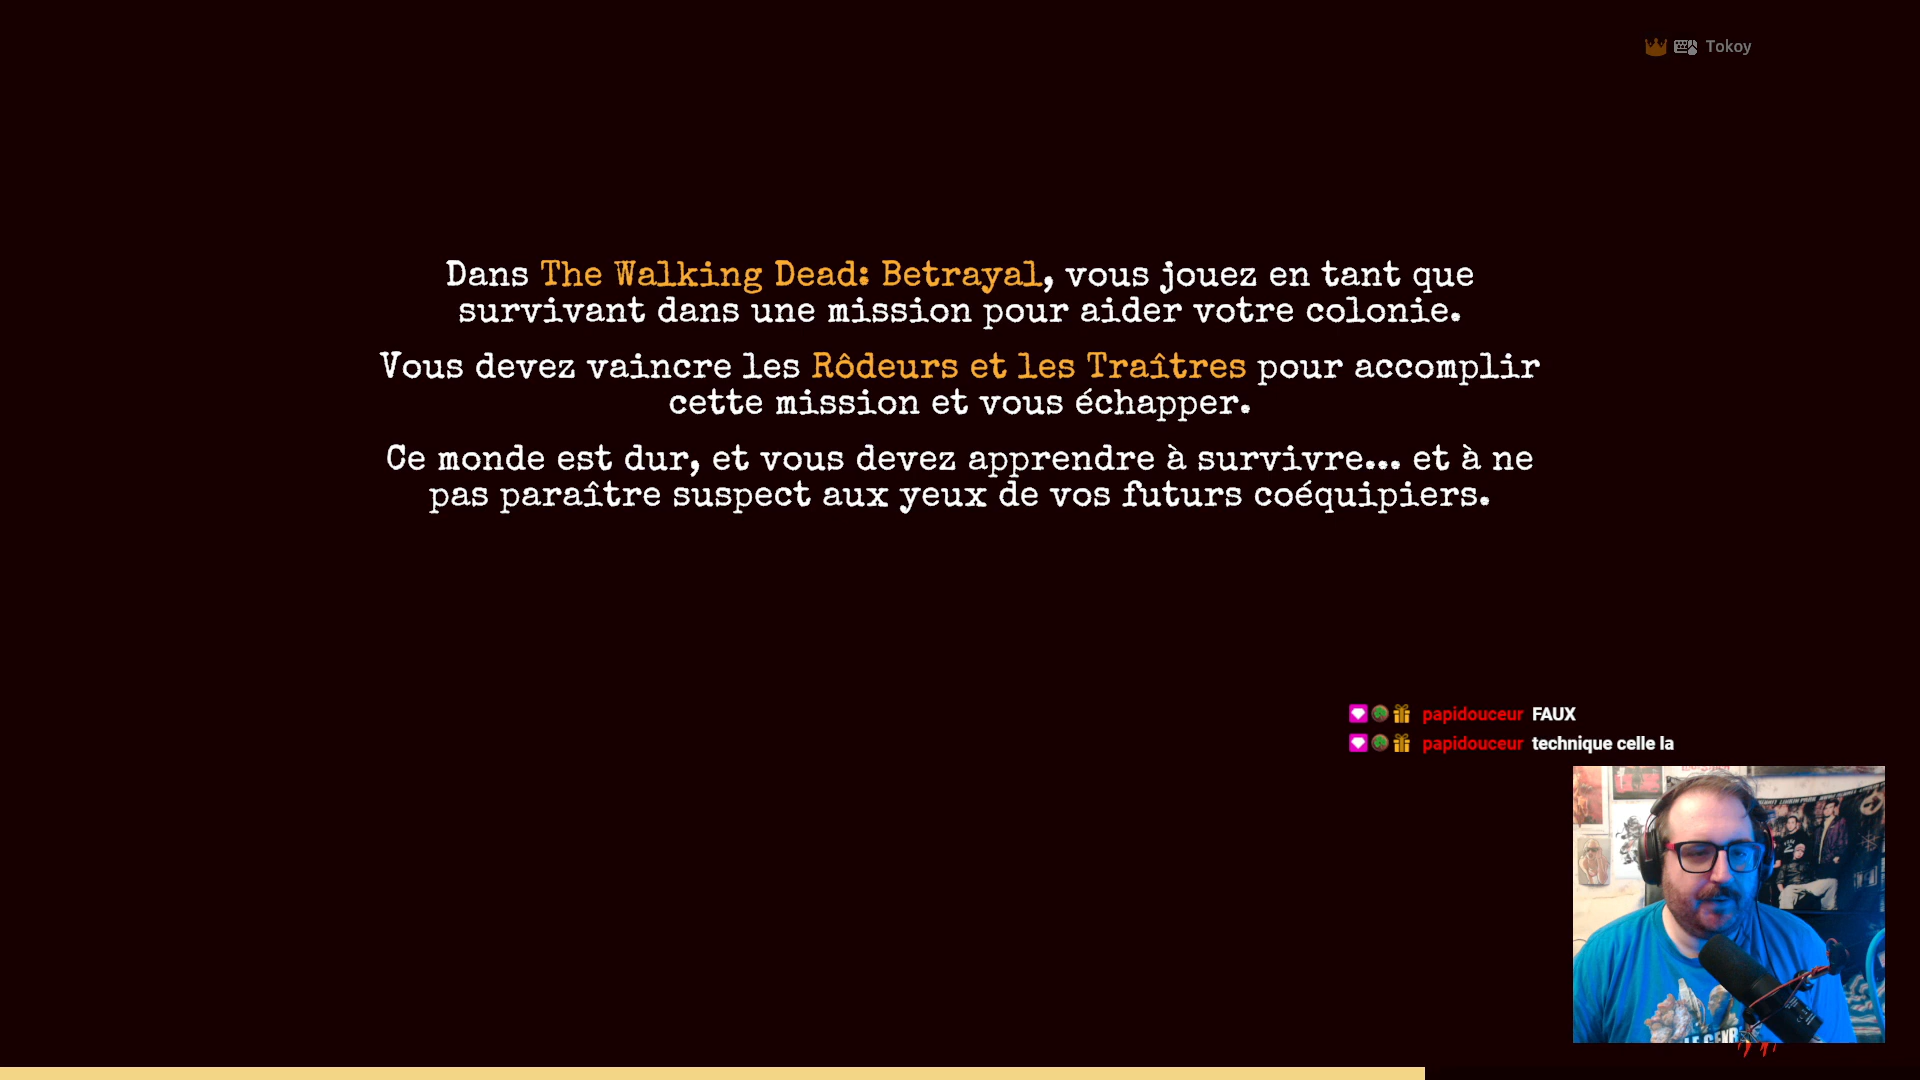 Tokoy
Dans The Walking Dead: Betrayal, vous jouez en tant que
survivant dans une mission pour aider votre colonie.
Vous devez vaincre les Rôdeurs et les Traîtres pour accomplir
cette mission et vous échapper.
Ce monde est dur, et vous devez apprendre à survivre... et à ne
pas paraître suspect aux yeux de vos futurs coéquipiers.
papidouceur FAUX
papidouceur technique celle la
LINKIN PARK